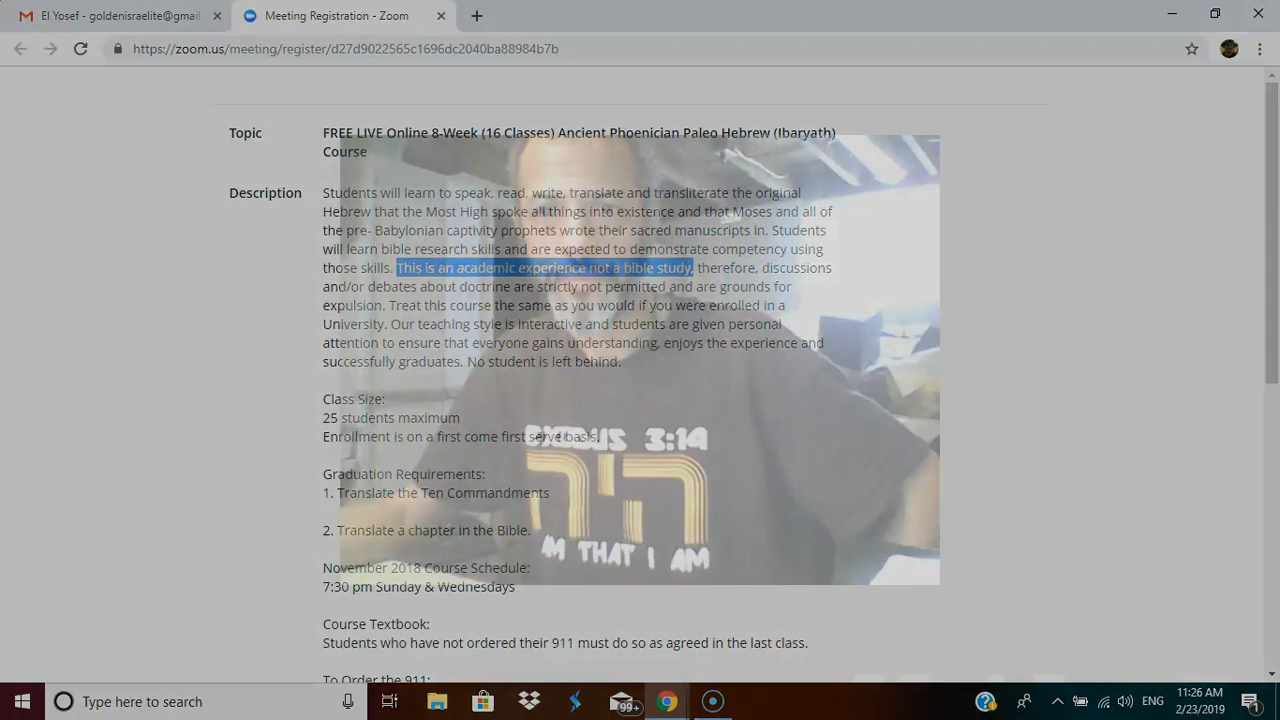 El Yosef - goldenisraelite@gmail
Meeting Registration - Zoom
https://zoom.us/meeting/register/d27d9022565c1696dc2040ba88984b7b
Topic
FREE LIVE Online 8-Week (16 Classes) Ancient Phoenician Paleo Hebrew (Ibaryath)
Course
Description
Students will learn to speak, read, write, translate and transliterate the original
Hebrew that the Most High spoke all things into existence and that Moses and all of
the pre- Babylonian captivity prophets wrote their sacred manuscripts in. Students
will learn bible research skills and are expected to demonstrate competency using
those skills. This is an academic experience not a bible study, therefore, discussions
and/or debates about doctrine are strictly not permitted and are grounds for
expulsion. Treat this course the same as you would if you were enrolled in a
University. Our teaching style is interactive and students are given personal
attention to ensure that everyone gains understanding, enjoys the experience and
successfully graduates. No student is left behind.
Class Size:
25 students maximum
Enrollment is on a first come first serve basis.
EXODUS 3:14
Graduation Requirements:
1. Translate the Ten Commandments
היה
2. Translate a chapter in the Bible.
AM THAT I AM
November 2018 Course Schedule:
7:30 pm Sunday & Wednesdays
Course Textbook:
Students who have not ordered their 911 must do so as agreed in the last class.
To Order the 911:
Type here to search
99+
ENG
11:26 AM
2/23/2019
1